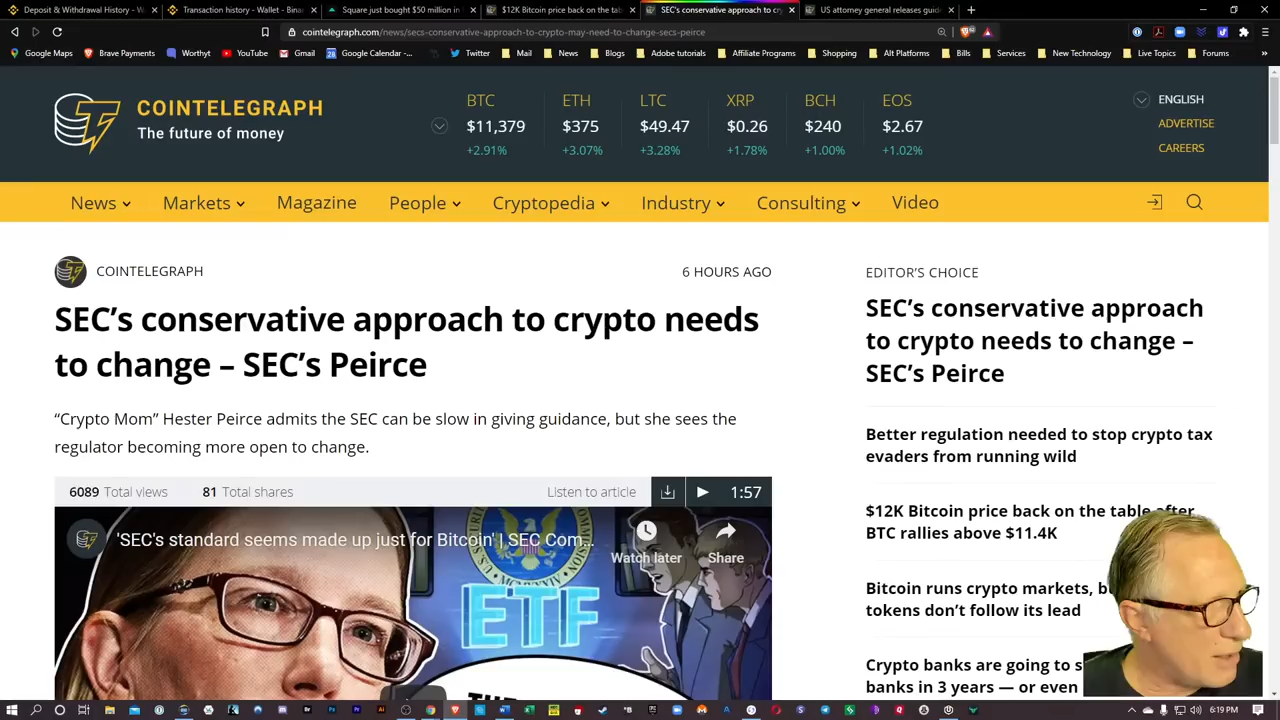 Deposit & Withdrawal History - W
Transaction history - Wallet - Bina
Square just bought $50 million in
$12K Bitcoin price back on the tab
SEC's conservative approach to cry
US attorney general releases guid
cointelegraph.com/news/secs-conservative-approach-to-crypto-may-need-to-change-secs-peirce
Google Maps
Brave Payments
Worthyt
YouTube
Gmail
Google Calendar -...
Twitter
Mail
News
Blogs
Outside tutorials
Affiliate Programs
Shopping
Alt Platforms
Bills
Services
New Technology
Live Topics
Forums
COINTELEGRAPH
The future of money
BTC ETH LTC XRP BCH EOS
$11,379 $375 $49.47 $0.26 $240 $2.67
+2.91% +3.07% +3.28% +1.78% +1.00% +1.02%
ENGLISH
ADVERTISE
CAREERS
News Markets Magazine People Cryptopedia Industry Consulting Video
COINTELEGRAPH
6 HOURS AGO
SEC’s conservative approach to crypto needs
to change – SEC’s Peirce
“Crypto Mom” Hester Peirce admits the SEC can be slow in giving guidance, but she sees the
regulator becoming more open to change.
6089 Total views
81 Total shares
Listen to article
1:57
'SEC's standard seems made up just for Bitcoin' | SEC Com...
Watch later
Share
ETF
EDITOR’S CHOICE
SEC’s conservative approach
to crypto needs to change –
SEC’s Peirce
Better regulation needed to stop crypto tax
evaders from running wild
$12K Bitcoin price back on the table after
BTC rallies above $11.4K
Bitcoin runs crypto markets, b
tokens don’t follow its lead
Crypto banks are going to s
banks in 3 years — or even
6:19 PM